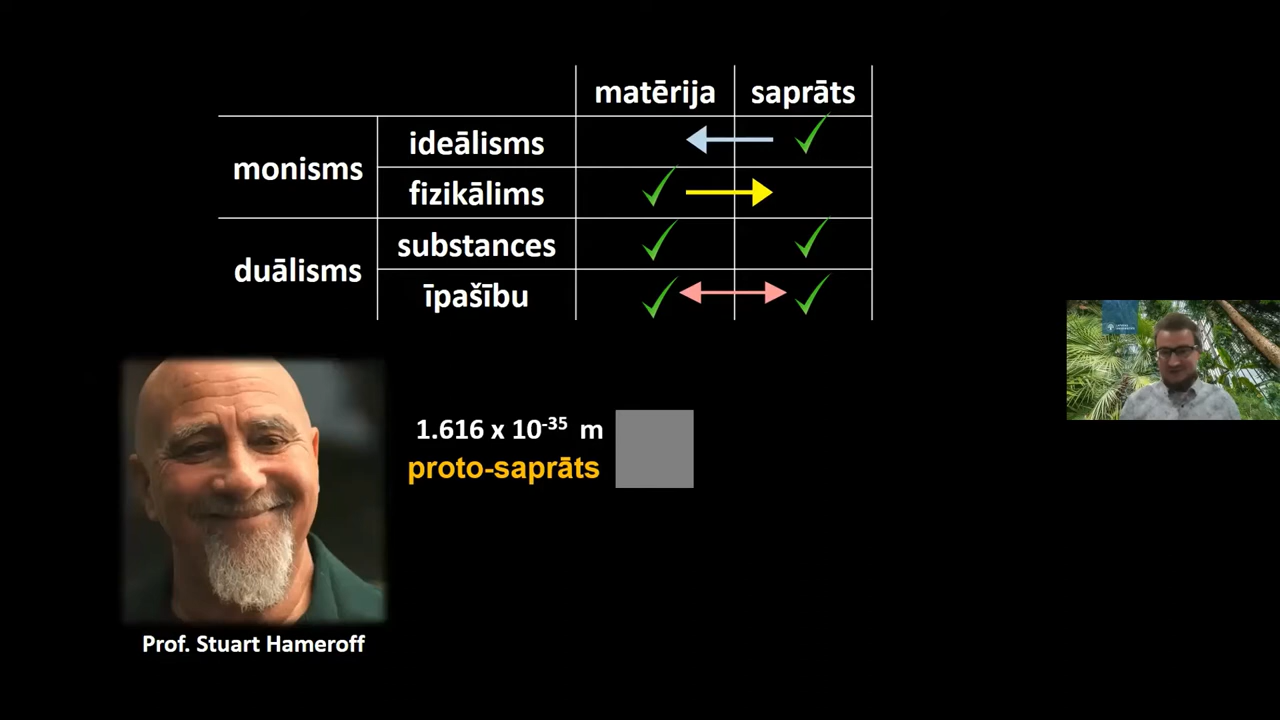 matērija saprāts
monisms
ideālisms
fizikālims
duālisms
substances
īpašību
1.616 x 10⁻³⁵ m
proto-saprāts
Prof. Stuart Hameroff